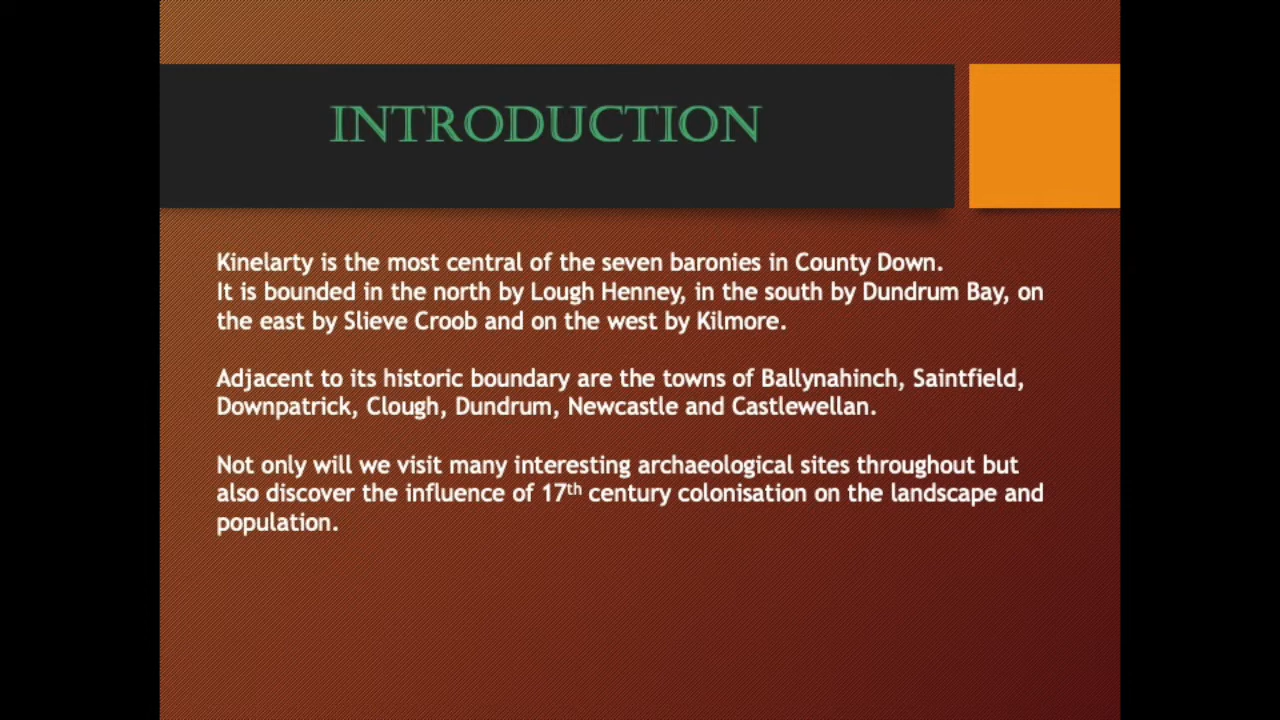 INTRODUCTION
Kinelarty is the most central of the seven baronies in County Down.
It is bounded in the north by Lough Henney, in the south by Dundrum Bay, on
the east by Slieve Croob and on the west by Kilmore.
Adjacent to its historic boundary are the towns of Ballynahinch, Saintfield,
Downpatrick, Clough, Dundrum, Newcastle and Castlewellan.
Not only will we visit many interesting archaeological sites throughout but
also discover the influence of 17th century colonisation on the landscape and
population.